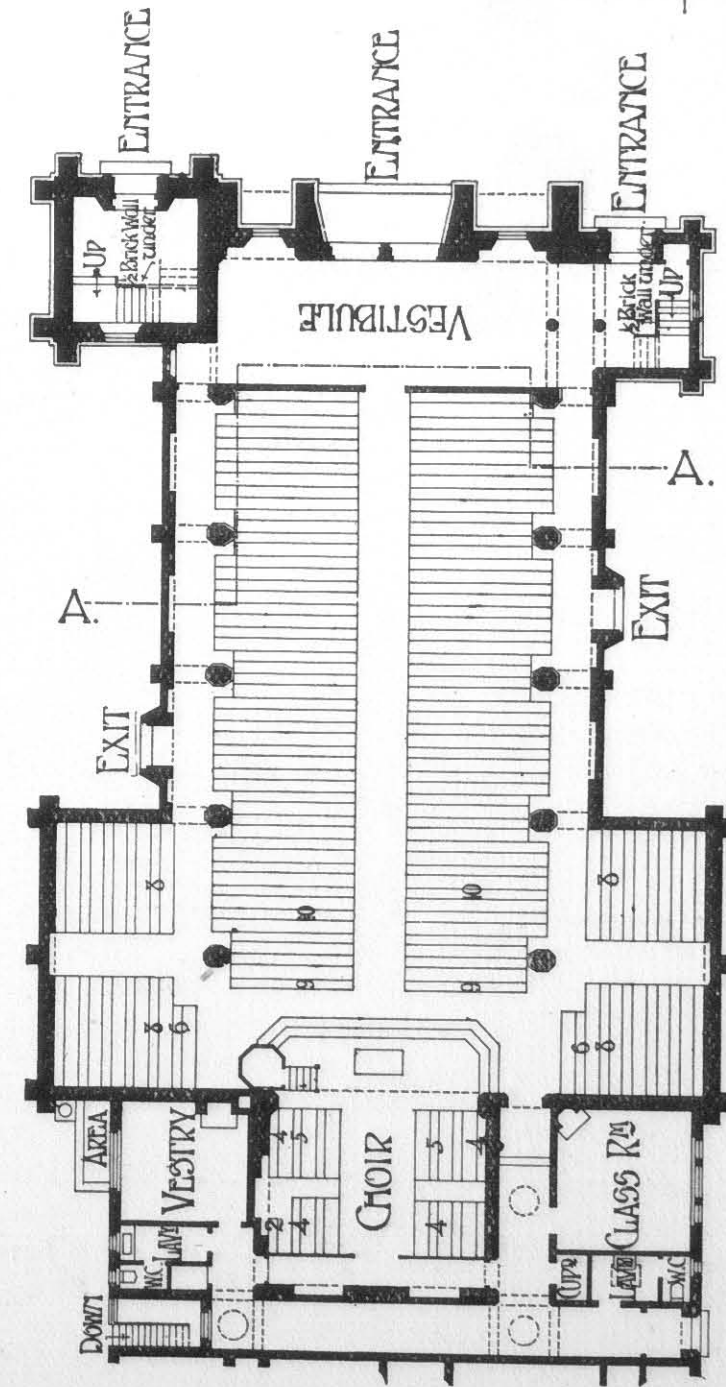 ENTRANCE
ENTRANCE
ENTRANCE
UP
½ Brick Wall
under
VESTIBULE
½ Brick
Wall under
UP
A.
A.
EXIT
EXIT
8
10
10
8
9
9
8
6
6
8
AREA
VESTRY
4
5
5
4
CHOIR
2
4
4
CLASS RM
LAVY
W.C
CUPD
LAVY
W.C
DOWN